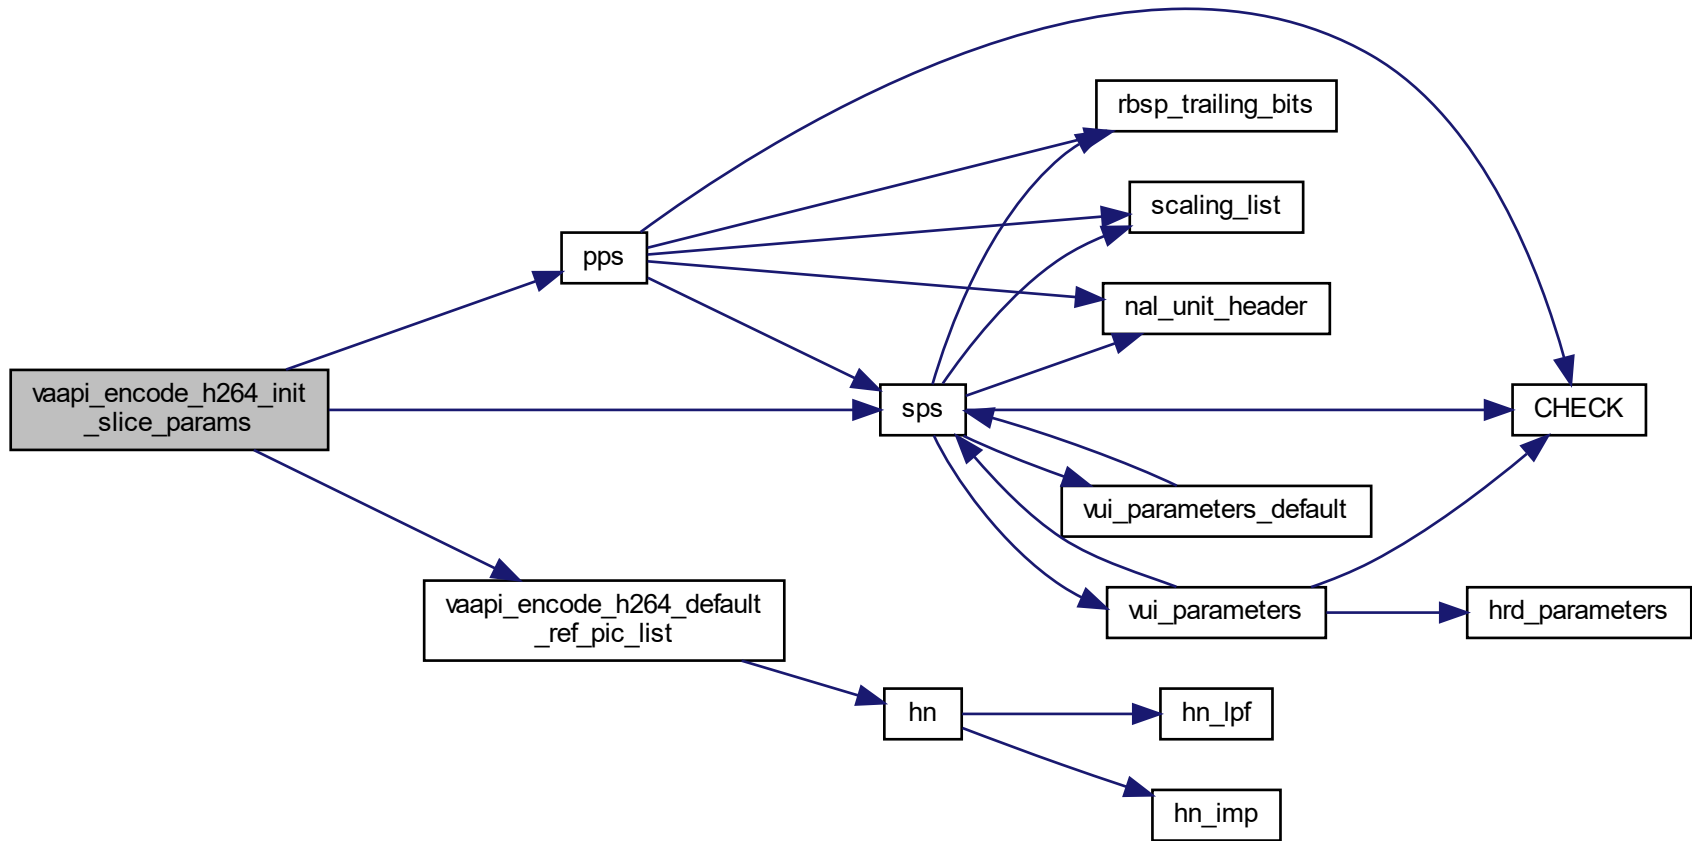 rbsp_trailing_bits
scaling_list
pps
nal_unit_header
vaapi_encode_h264_init
_slice_params
sps
CHECK
vui_parameters_default
vaapi_encode_h264_default
_ref_pic_list
vui_parameters
hrd_parameters
hn
hn_lpf
hn_imp